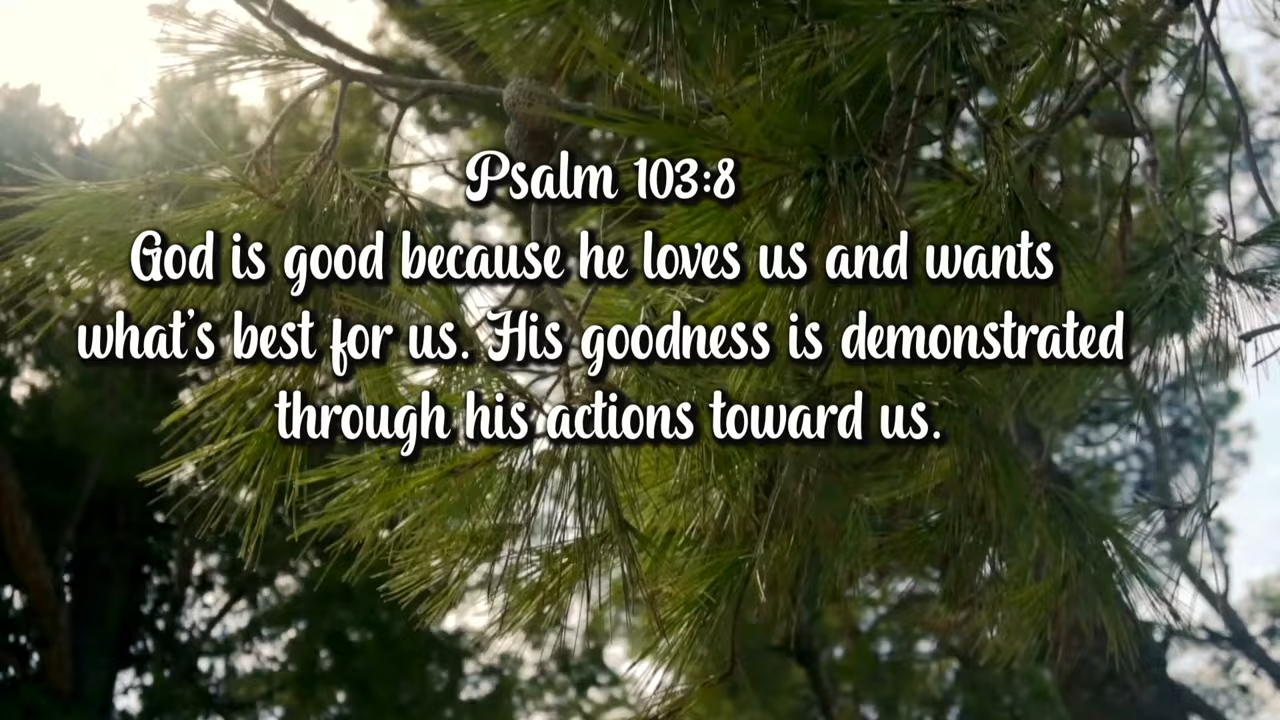 Psalm 103:8
God is good because he loves us and wants
what's best for us. His goodness is demonstrated
through his actions toward us.